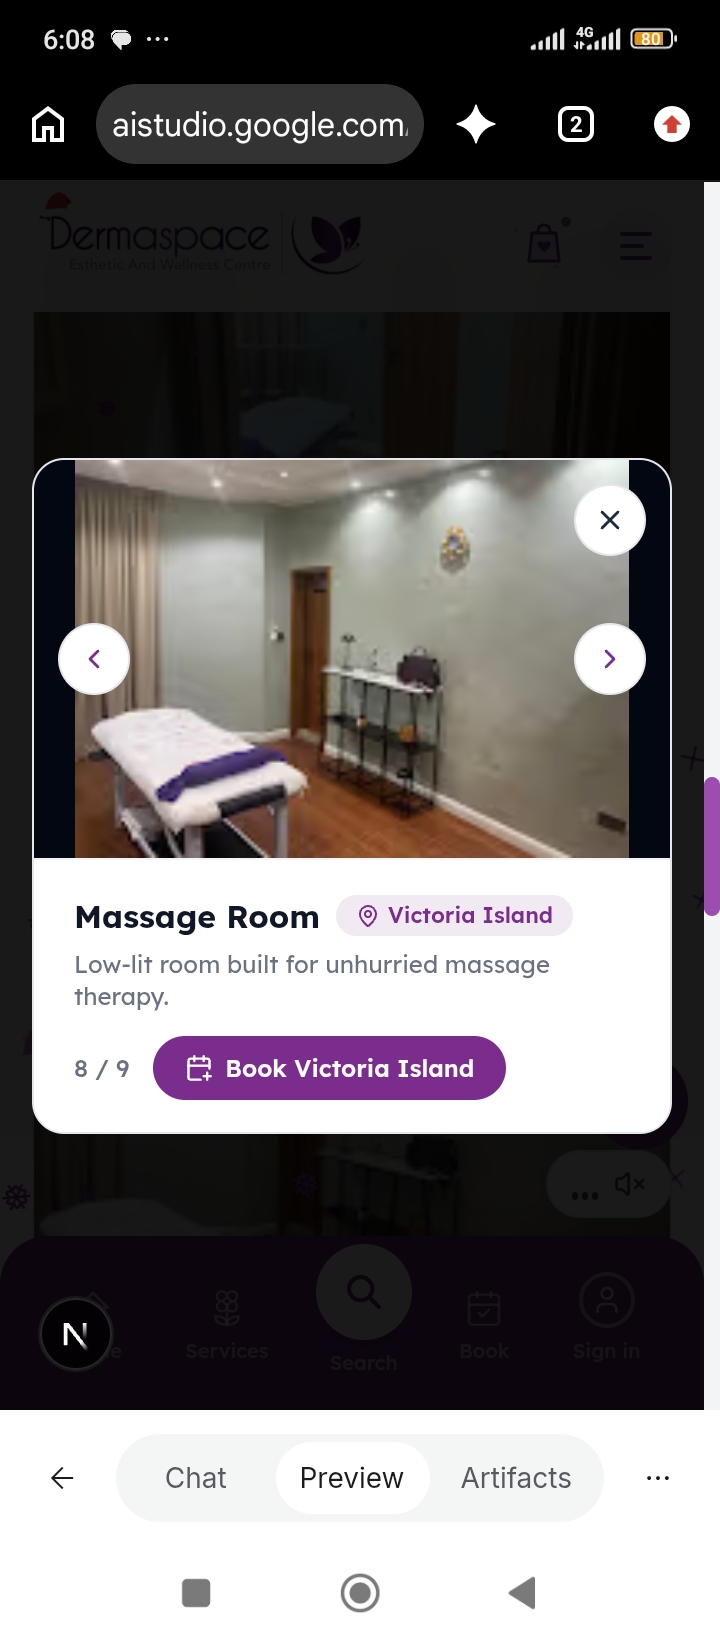 6:08
4G
80
aistudio.google.com/
2
Dermaspace
Esthetic And Wellness Centre
Massage Room
Victoria Island
Low-lit room built for unhurried massage
therapy.
8 / 9
Book Victoria Island
N
Services
Search
Book
Sign in
Chat
Preview
Artifacts